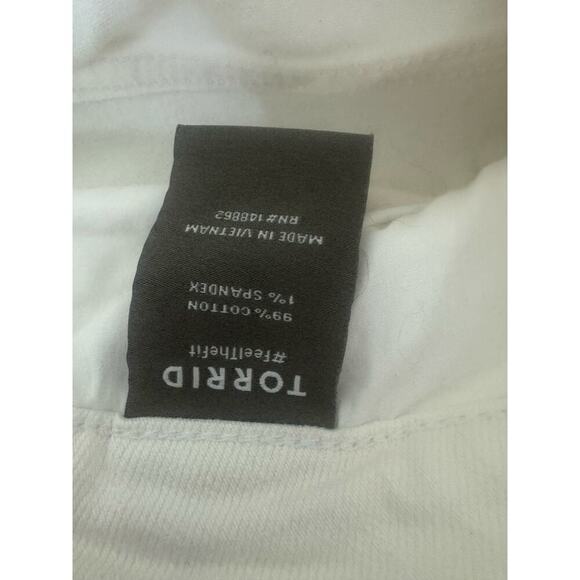 TORRID
#FeelTheFit
99% COTTON
1% SPANDEX
MADE IN VIETNAM
RN# 148862